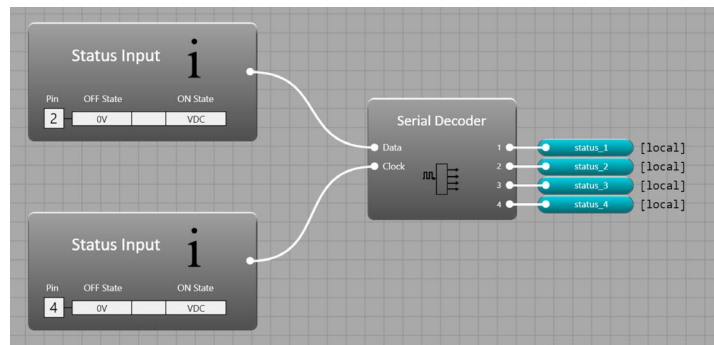 Status Input i
Pin OFF State ON State
2 0V VDC
Serial Decoder
Data 1 status_1 [local]
Clock 2 status_2 [local]
3 status_3 [local]
4 status_4 [local]
Status Input i
Pin OFF State ON State
4 0V VDC